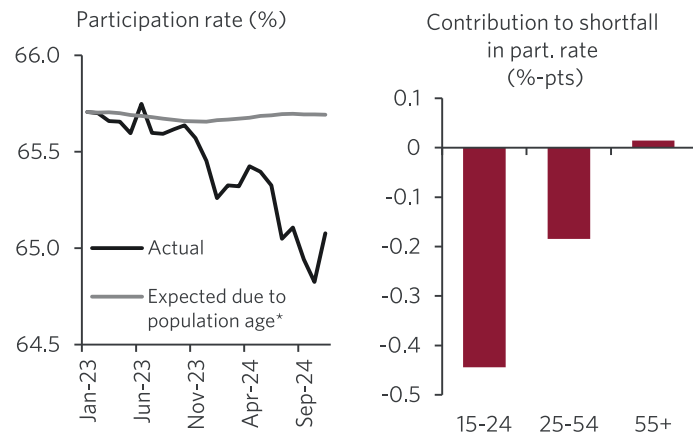 Participation rate (%)
66.0
65.5
65.0
64.5
Actual
Expected due to
population age*
Jan-23
Jun-23
Nov-23
Apr-24
Sep-24
Contribution to shortfall
in part. rate
(%-pts)
0.1
0
-0.1
-0.2
-0.3
-0.4
-0.5
15-24
25-54
55+